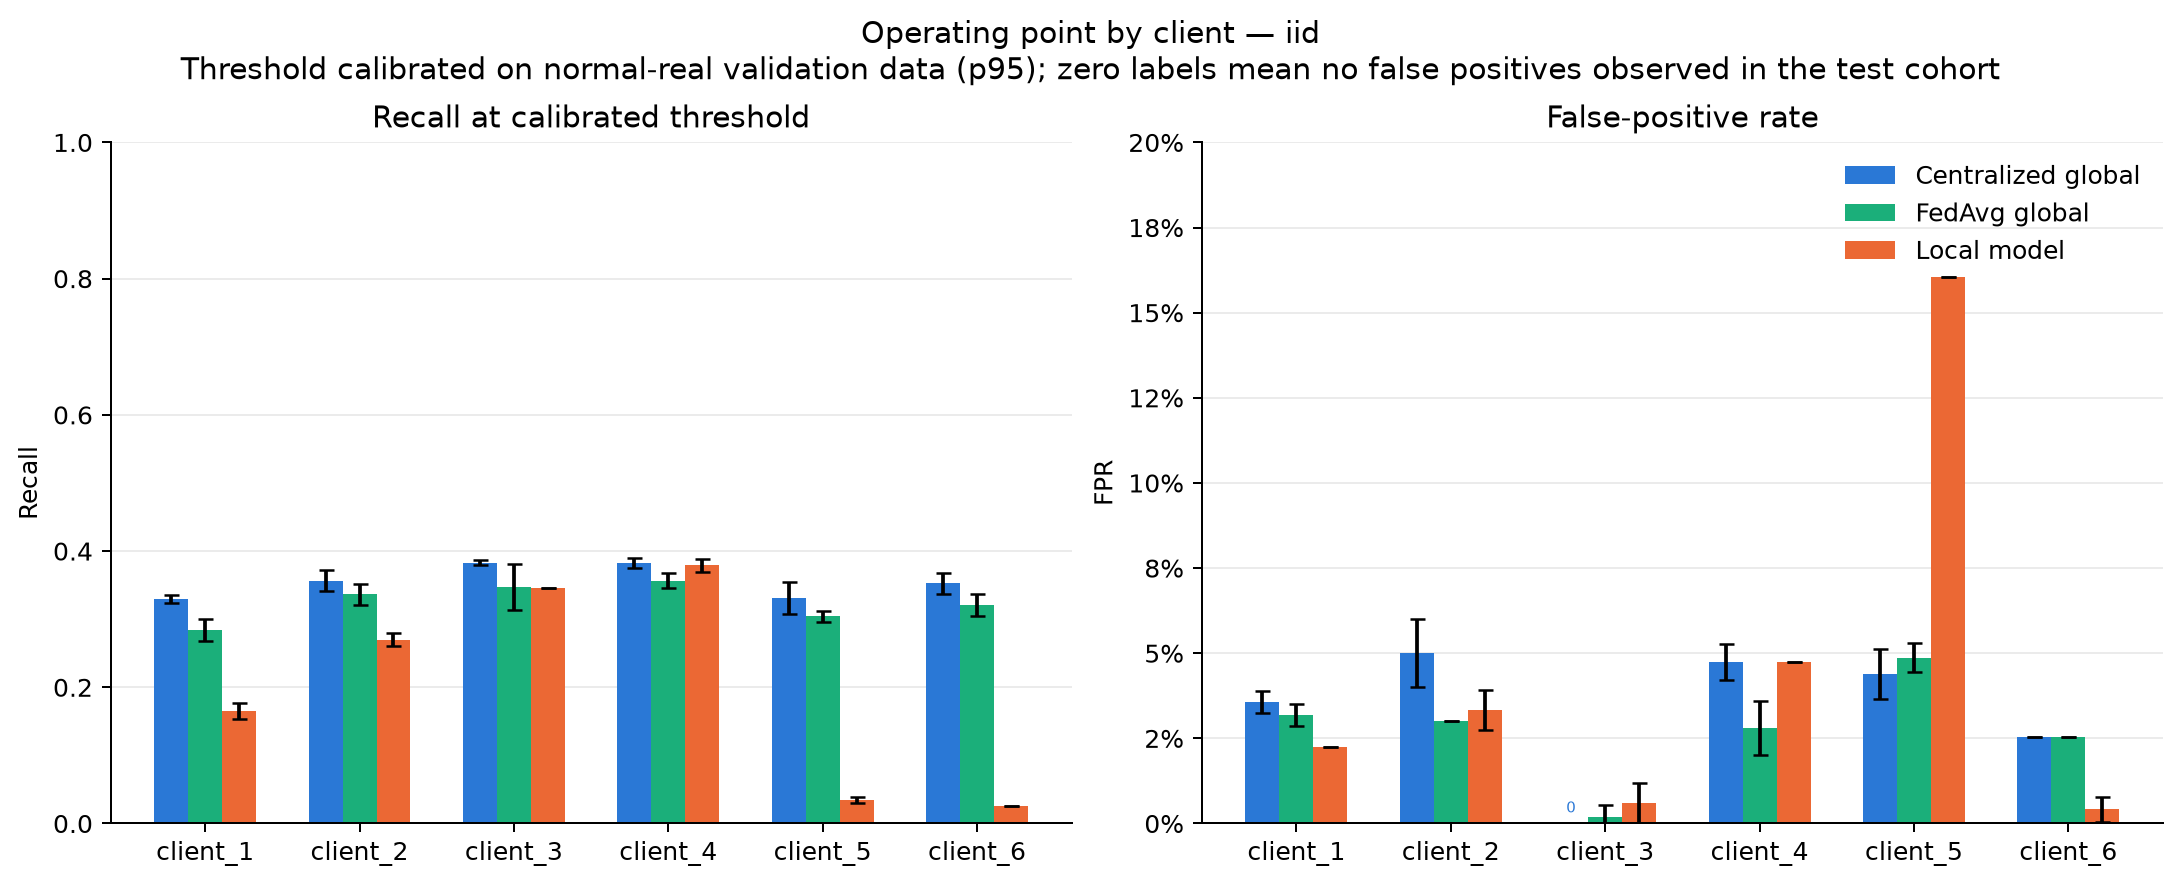 Operating point by client — iid
Threshold calibrated on normal-real validation data (p95); zero labels mean no false positives observed in the test cohort
Recall at calibrated threshold
1.0
0.8
0.6
0.4
0.2
0.0
Recall
client_1 client_2 client_3 client_4 client_5 client_6
False-positive rate
20%
18%
15%
12%
10%
8%
5%
2%
0%
FPR
Centralized global
FedAvg global
Local model
0
client_1 client_2 client_3 client_4 client_5 client_6